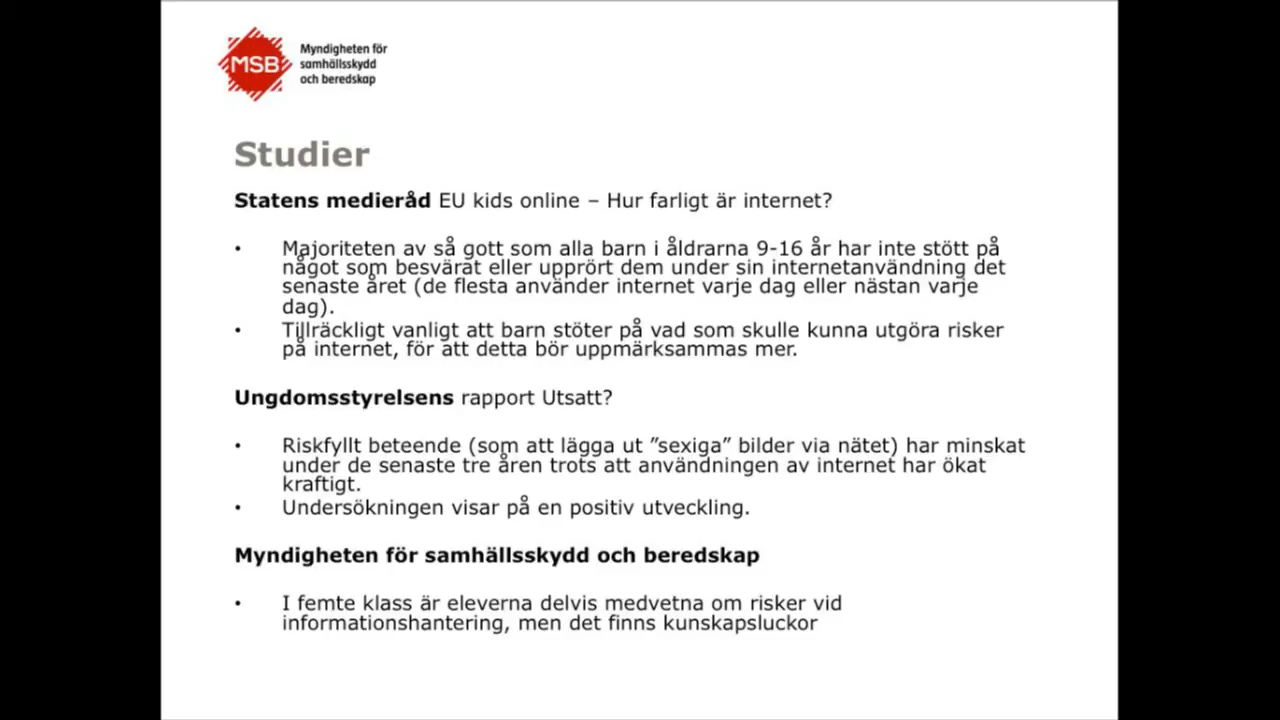 MSB
Myndigheten för
samhällsskydd
och beredskap
Studier
Statens medieråd EU kids online – Hur farligt är internet?
• Majoriteten av så gott som alla barn i åldrarna 9-16 år har inte stött på
något som besvärat eller upprört dem under sin internetanvändning det
senaste året (de flesta använder internet varje dag eller nästan varje
dag).
• Tillräckligt vanligt att barn stöter på vad som skulle kunna utgöra risker
på internet, för att detta bör uppmärksammas mer.
Ungdomsstyrelsens rapport Utsatt?
• Riskfyllt beteende (som att lägga ut ”sexiga” bilder via nätet) har minskat
under de senaste tre åren trots att användningen av internet har ökat
kraftigt.
• Undersökningen visar på en positiv utveckling.
Myndigheten för samhällsskydd och beredskap
• I femte klass är eleverna delvis medvetna om risker vid
informationshantering, men det finns kunskapsluckor